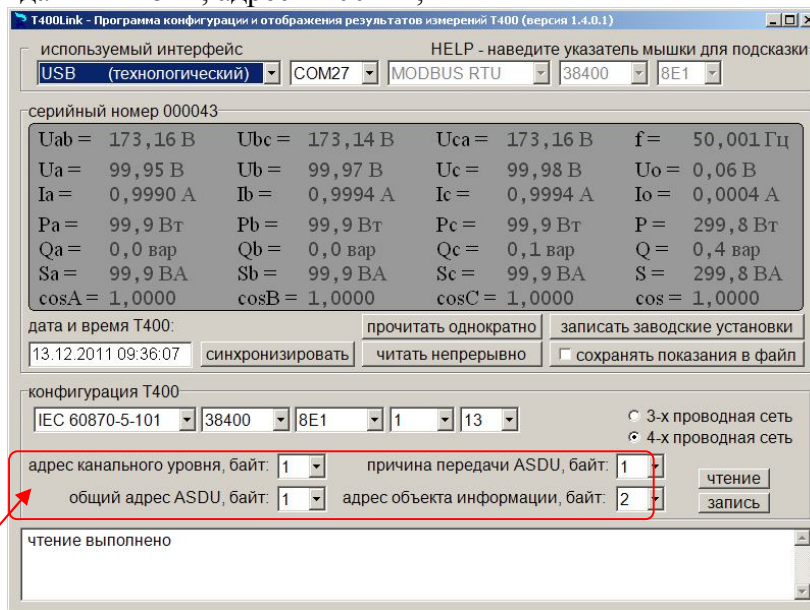 T400Link - Программа конфигурации и отображения результатов измерений T400 (версия 1.4.0.1)
используемый интерфейс HELP - наведите указатель мышки для подсказки
USB (технологический) COM27 MODBUS RTU 38400 8E1
серийный номер 000043
Uab = 173,16 В Ubc = 173,14 В Uca = 173,16 В f = 50,001 Гц
Ua = 99,95 В Ub = 99,97 В Uc = 99,98 В Uo = 0,06 В
Ia = 0,9990 А Ib = 0,9994 А Ic = 0,9994 А Io = 0,0004 А
Pa = 99,9 Вт Pb = 99,9 Вт Pc = 99,9 Вт P = 299,8 Вт
Qa = 0,0 вар Qb = 0,0 вар Qc = 0,1 вар Q = 0,4 вар
Sa = 99,9 ВА Sb = 99,9 ВА Sc = 99,9 ВА S = 299,8 ВА
cosA = 1,0000 cosB = 1,0000 cosC = 1,0000 cos = 1,0000
дата и время T400: прочитать однократно записать заводские установки
13.12.2011 09:36:07 синхронизировать читать непрерывно сохранять показания в файл
конфигурация T400
IEC 60870-5-101 38400 8E1 1 13 3-х проводная сеть
4-х проводная сеть
адрес канального уровня, байт: 1 причина передачи ASDU, байт: 1 чтение
общий адрес ASDU, байт: 1 адрес объекта информации, байт: 2 запись
чтение выполнено